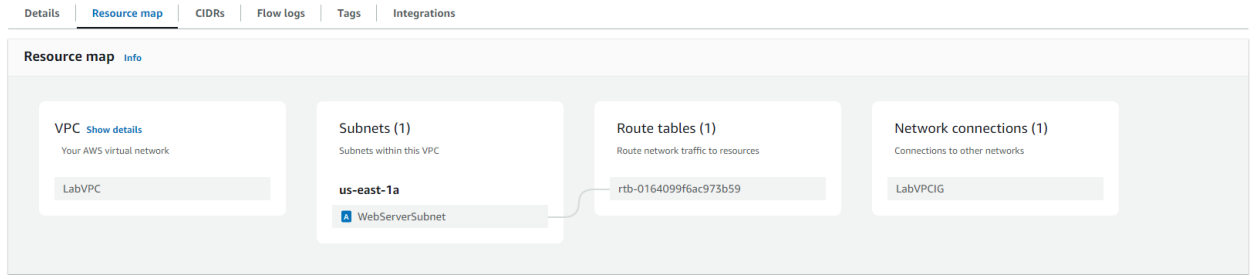 Details
Resource map
CIDRs
Flow logs
Tags
Integrations
Resource map Info
VPC Show details
Your AWS virtual network
LabVPC
Subnets (1)
Subnets within this VPC
us-east-1a
A WebServerSubnet
Route tables (1)
Route network traffic to resources
rtb-0164099f6ac973b59
Network connections (1)
Connections to other networks
LabVPCIG